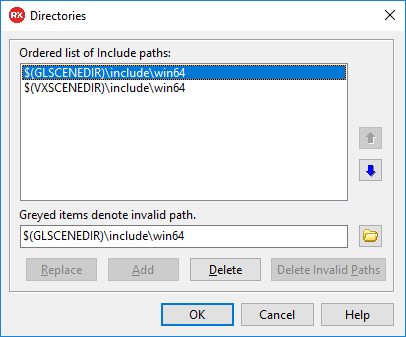 RX Directories
Ordered list of Include paths:
$(GLSCENEDIR)\include\win64
$(VXSCENEDIR)\include\win64
Greyed items denote invalid path.
$(GLSCENEDIR)\include\win64
Replace Add Delete Delete Invalid Paths
OK Cancel Help